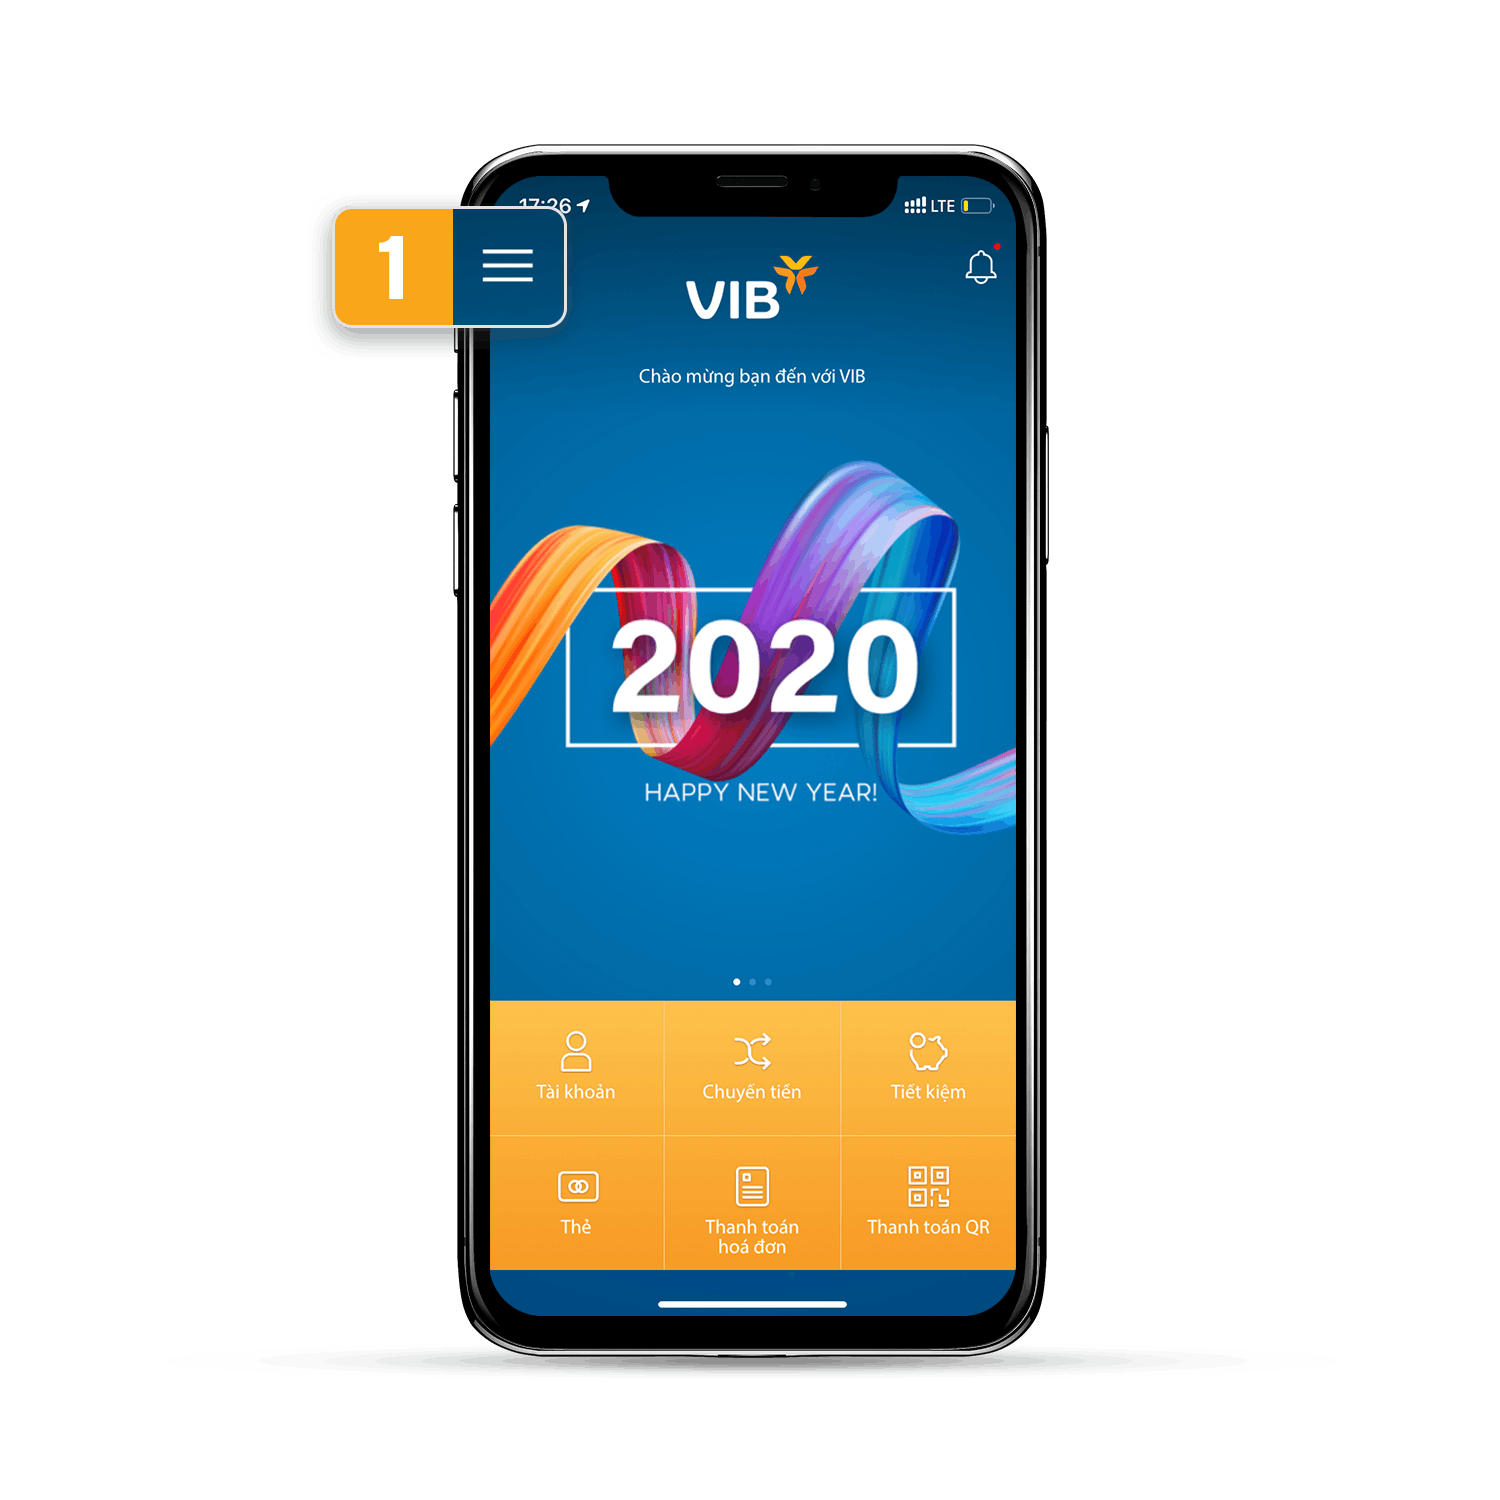 17:26
LTE
1
VIB
Chào mừng bạn đến với VIB
2020
HAPPY NEW YEAR!
Tài khoản
Chuyển tiền
Tiết kiệm
Thẻ
Thanh toán
hoá đơn
Thanh toán QR